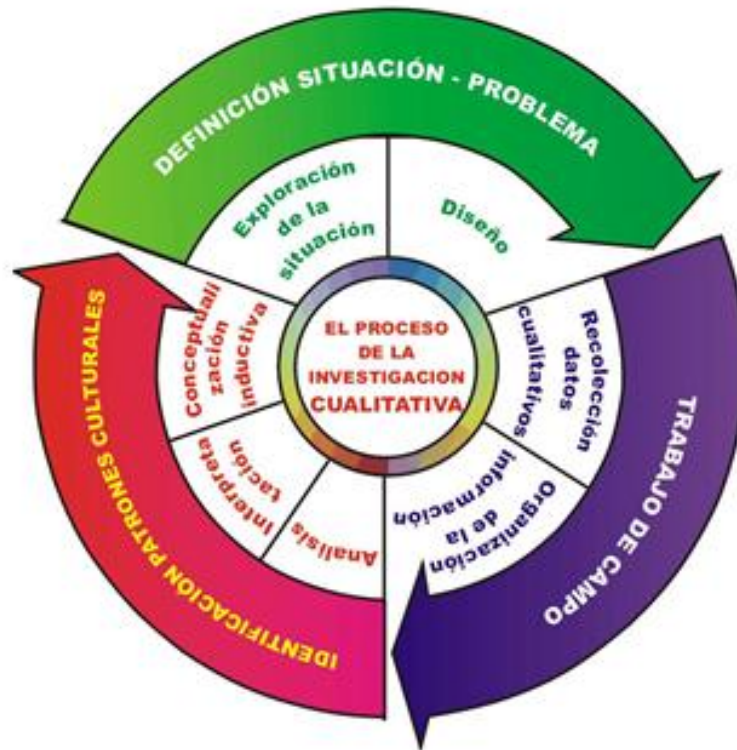 DEFINICIÓN SITUACIÓN - PROBLEMA
Exploración
de la
situación
Diseño
Recolección
datos
cualitativos
TRABAJO DE CAMPO
Organización
de la
información
Analisís
Interpreta
tación
Conceptuali
zación
inductiva
IDENTIFICACIÓN PATRONES CULTURALES
EL PROCESO
DE LA
INVESTIGACION
CUALITATIVA